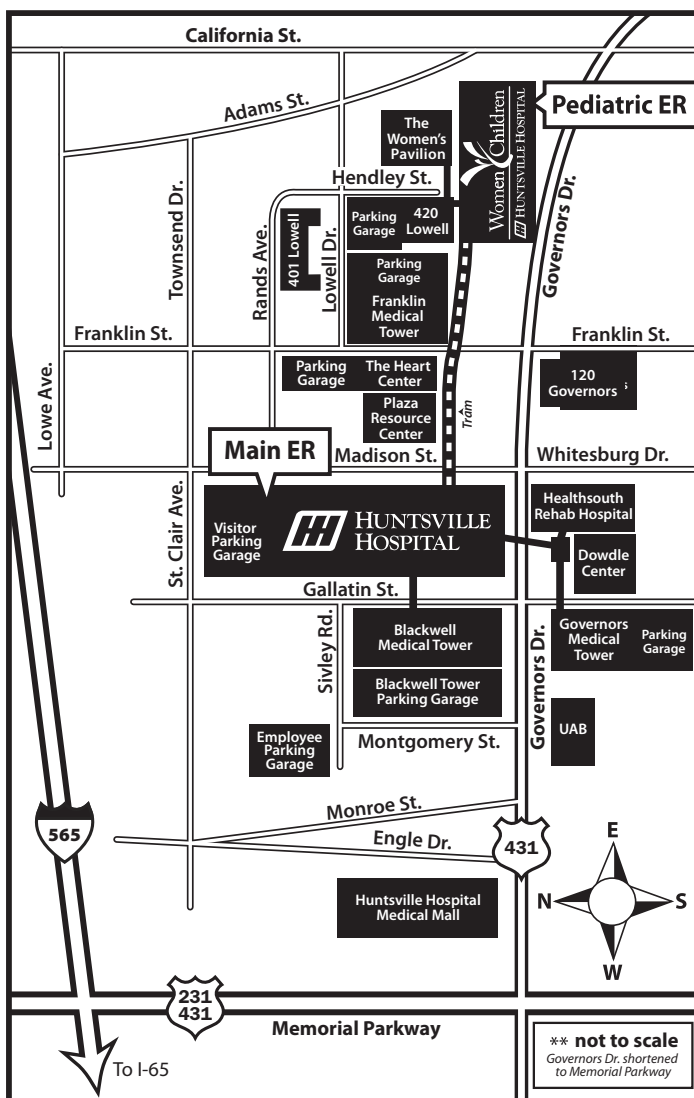 California St.
Adams St.
Pediatric ER
The
Women's
Pavilion
Women & Children
HUNTSVILLE HOSPITAL
Hendley St.
Governors Dr.
Townsend Dr.
Rands Ave.
401 Lowell
Lowell Dr.
Parking
Garage
420
Lowell
Parking
Garage
Franklin
Medical
Tower
Franklin St.
Franklin St.
Lowe Ave.
Parking
Garage
The Heart
Center
120
Governors
Plaza
Resource
Center
Tram
Main ER
Madison St.
Whitesburg Dr.
St. Clair Ave.
Visitor
Parking
Garage
HUNTSVILLE
HOSPITAL
Healthsouth
Rehab Hospital
Dowdle
Center
Gallatin St.
Sivley Rd.
Blackwell
Medical Tower
Governors Dr.
Governors
Medical
Tower
Parking
Garage
Blackwell Tower
Parking Garage
UAB
Employee
Parking
Garage
Montgomery St.
Monroe St.
Engle Dr.
565
431
E
N
S
W
Huntsville Hospital
Medical Mall
231
431
Memorial Parkway
To I-65
** not to scale
Governors Dr. shortened
to Memorial Parkway